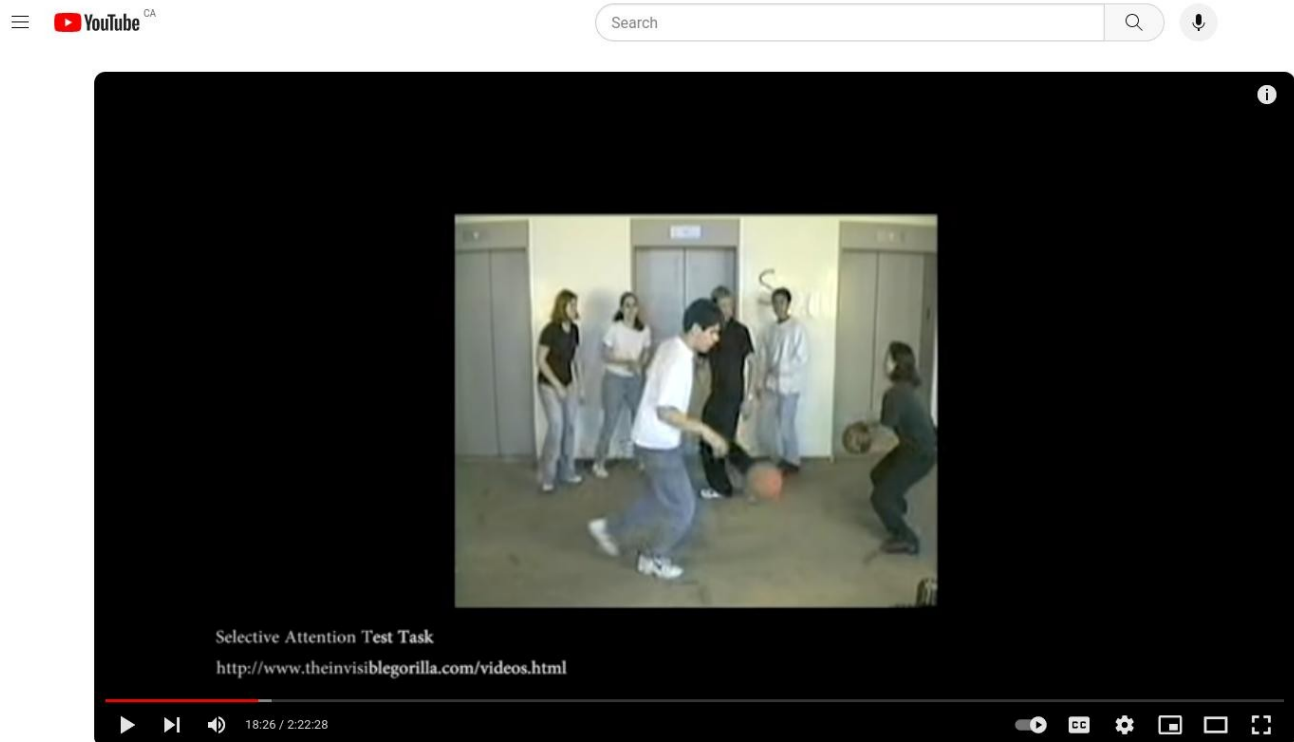 YouTube CA
Search
S
Selective Attention Test Task
http://www.theinvisiblegorilla.com/videos.html
18:26 / 2:22:28
CC